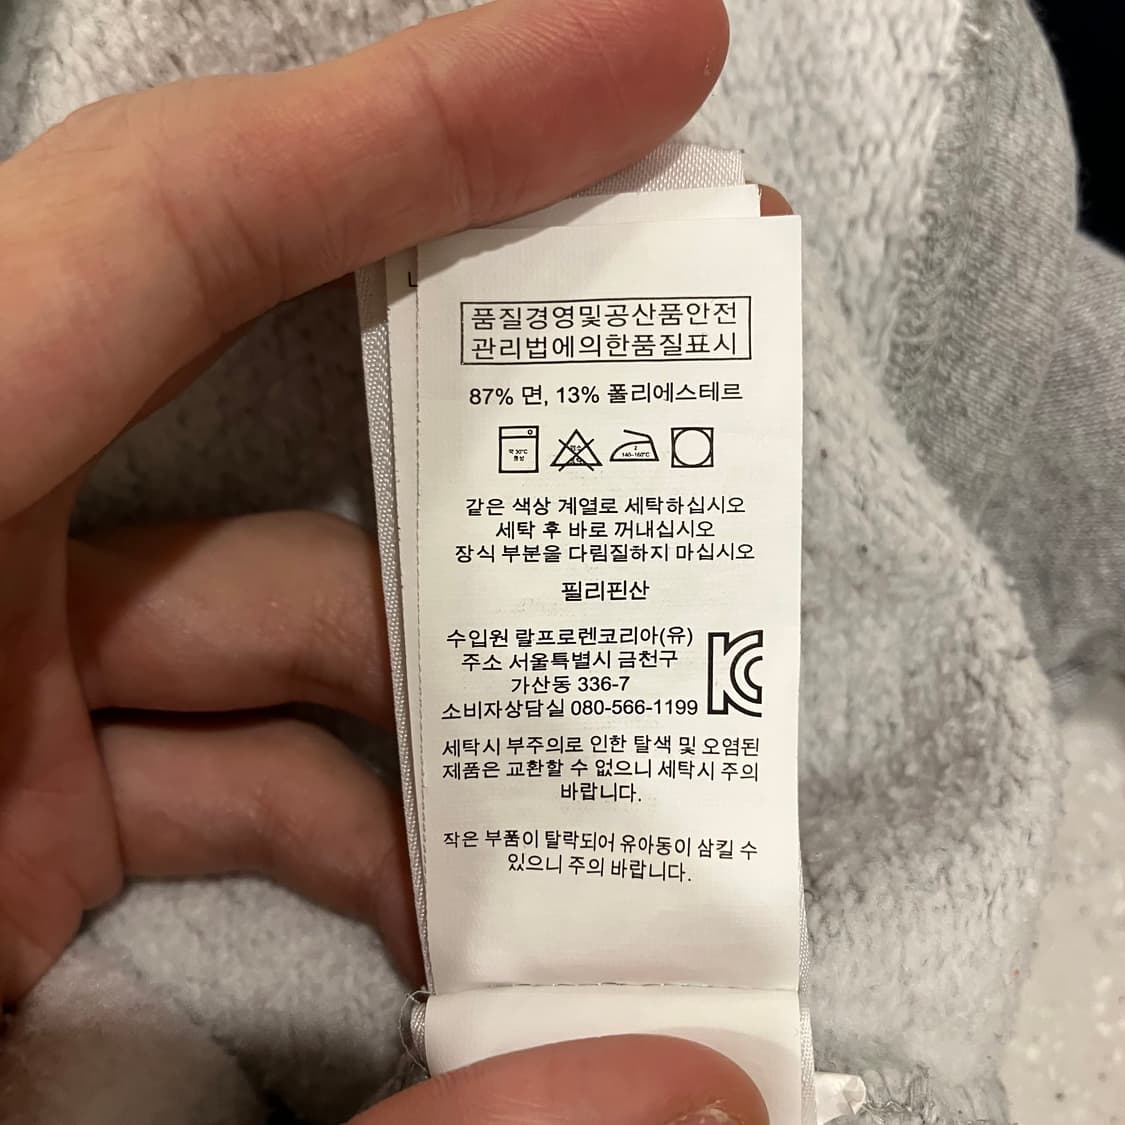 L
품질경영및공산품안전
관리법에의한품질표시
87% 면, 13% 폴리에스테르
약 30°C
140-160°C
같은 색상 계열로 세탁하십시오
세탁 후 바로 꺼내십시오
장식 부분을 다림질하지 마십시오
필리핀산
수입원 랄프로렌코리아(유)
주소 서울특별시 금천구
가산동 336-7
소비자상담실 080-566-1199
세탁시 부주의로 인한 탈색 및 오염된
제품은 교환할 수 없으니 세탁시 주의
바랍니다.
작은 부품이 탈락되어 유아동이 삼킬 수
있으니 주의 바랍니다.